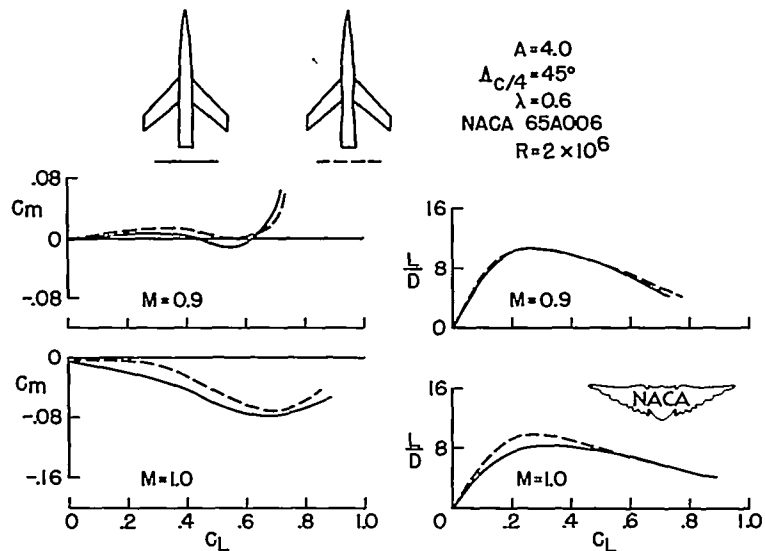 A=4.0
Λc/4=45°
λ=0.6
NACA 65A006
R=2×10⁶
.08
Cm
0
-.08
M=0.9
16
L/D
8
0
M=0.9
0
Cm
-.08
-.16
M=1.0
0 .2 .4 .6 .8 1.0
CL
16
NACA
L/D
8
0
M=1.0
0 .2 .4 .6 .8 1.0
CL